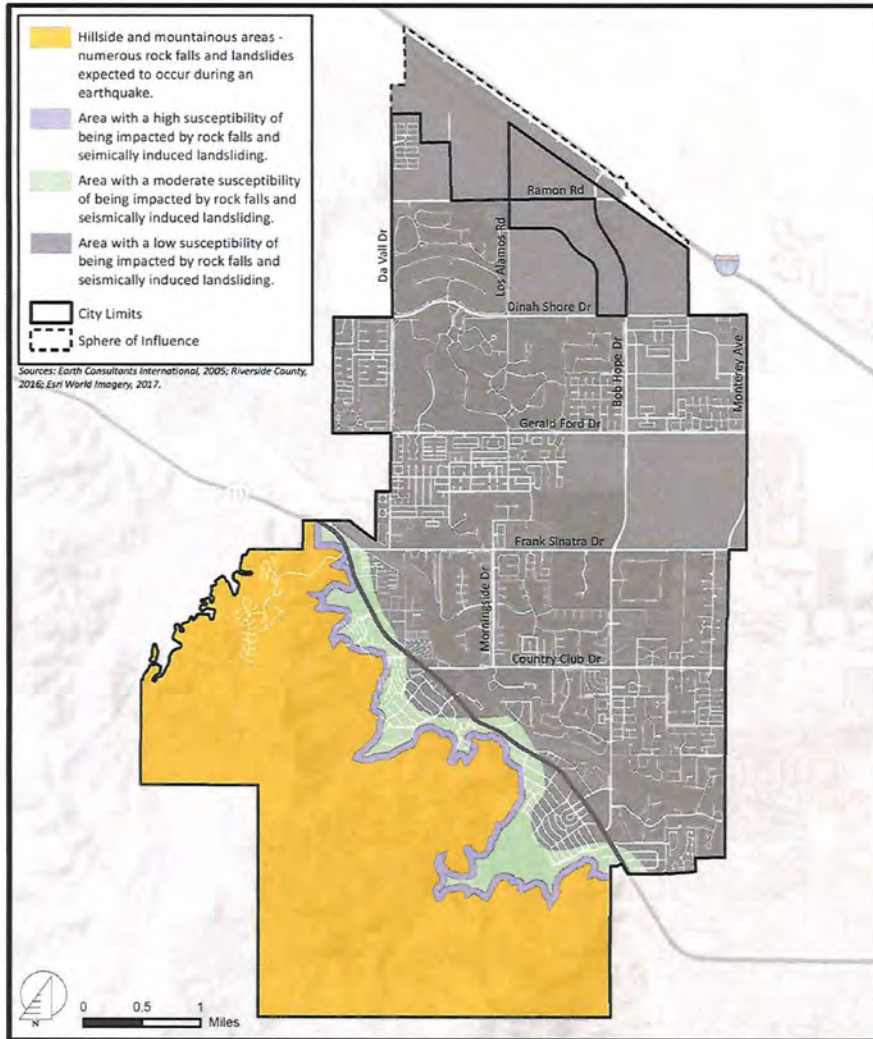 Hillside and mountainous areas -
numerous rock falls and landslides
expected to occur during an
earthquake.
Area with a high susceptibility of
being impacted by rock falls and
seimically induced landsliding.
Area with a moderate susceptibility
of being impacted by rock falls and
seismically induced landsliding.
Area with a low susceptibility of
being impacted by rock falls and
seismically induced landsliding.
City Limits
Sphere of Influence
Sources: Earth Consultants International, 2005; Riverside County,
2016; Esri World Imagery, 2017.
Ramon Rd
Da Vall Dr
Los Alamos Rd
Dinah Shore Dr
Bob Hope Dr
Monterey Ave
Gerald Ford Dr
111
Frank Sinatra Dr
Morningside Dr
Country Club Dr
N
0 0.5 1
Miles